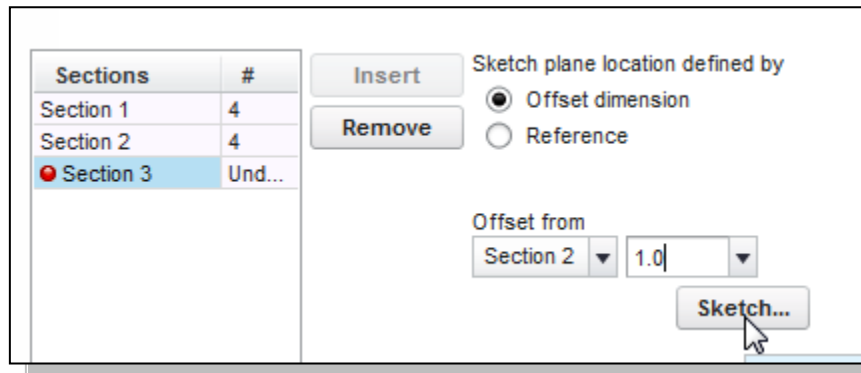 Sections #
Section 1 4
Section 2 4
Section 3 Und...
Insert
Remove
Sketch plane location defined by
Offset dimension
Reference
Offset from
Section 2 1.0
Sketch...